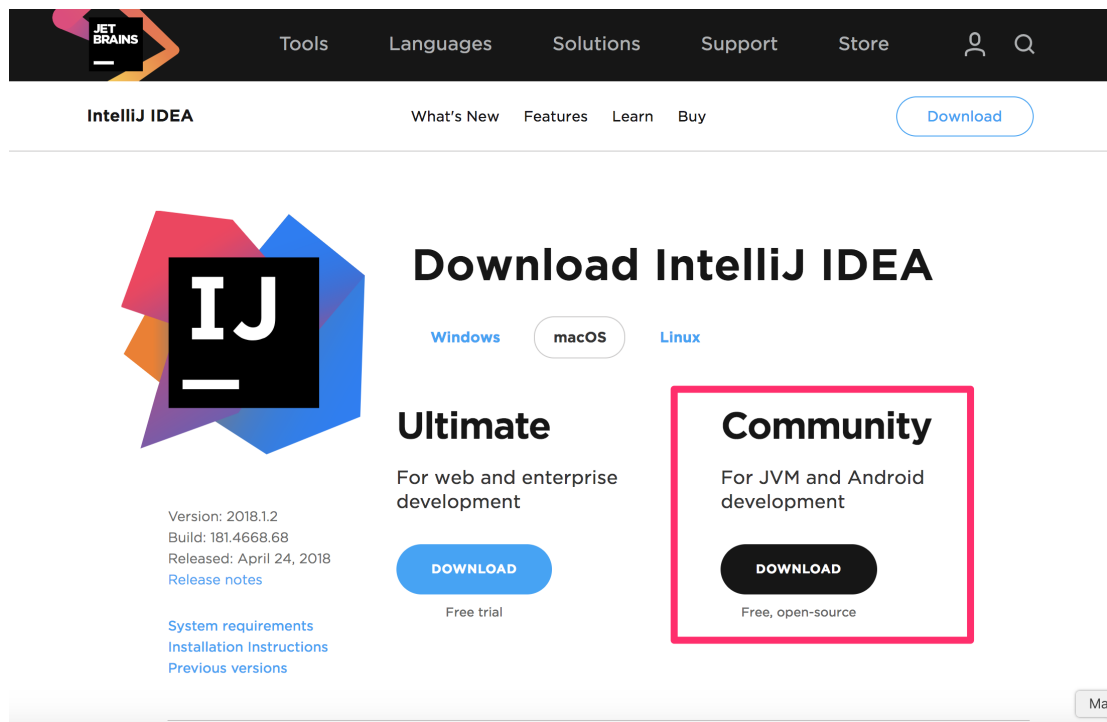 JET
BRAINS
Tools Languages Solutions Support Store
IntelliJ IDEA What's New Features Learn Buy Download
IJ
Download IntelliJ IDEA
Windows macOS Linux
Ultimate
For web and enterprise
development
DOWNLOAD
Free trial
Community
For JVM and Android
development
DOWNLOAD
Free, open-source
Version: 2018.1.2
Build: 181.4668.68
Released: April 24, 2018
Release notes
System requirements
Installation Instructions
Previous versions